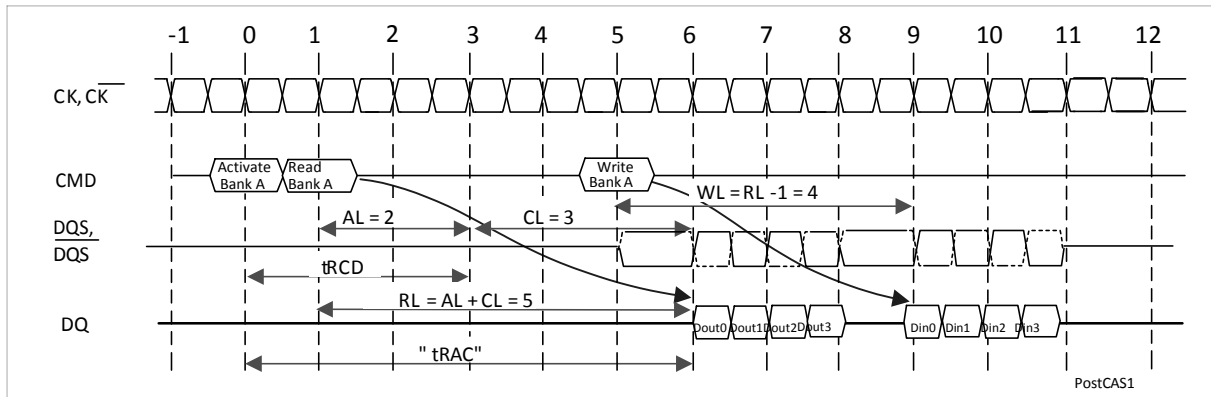 -1 0 1 2 3 4 5 6 7 8 9 10 11 12
CK, CK
CMD
Activate Bank A
Read Bank A
Write Bank A
WL = RL -1 = 4
AL = 2
CL = 3
DQS,
DQS
tRCD
RL = AL + CL = 5
DQ
Dout0 Dout1 Dout2 Dout3
Din0 Din1 Din2 Din3
" tRAC"
PostCAS1